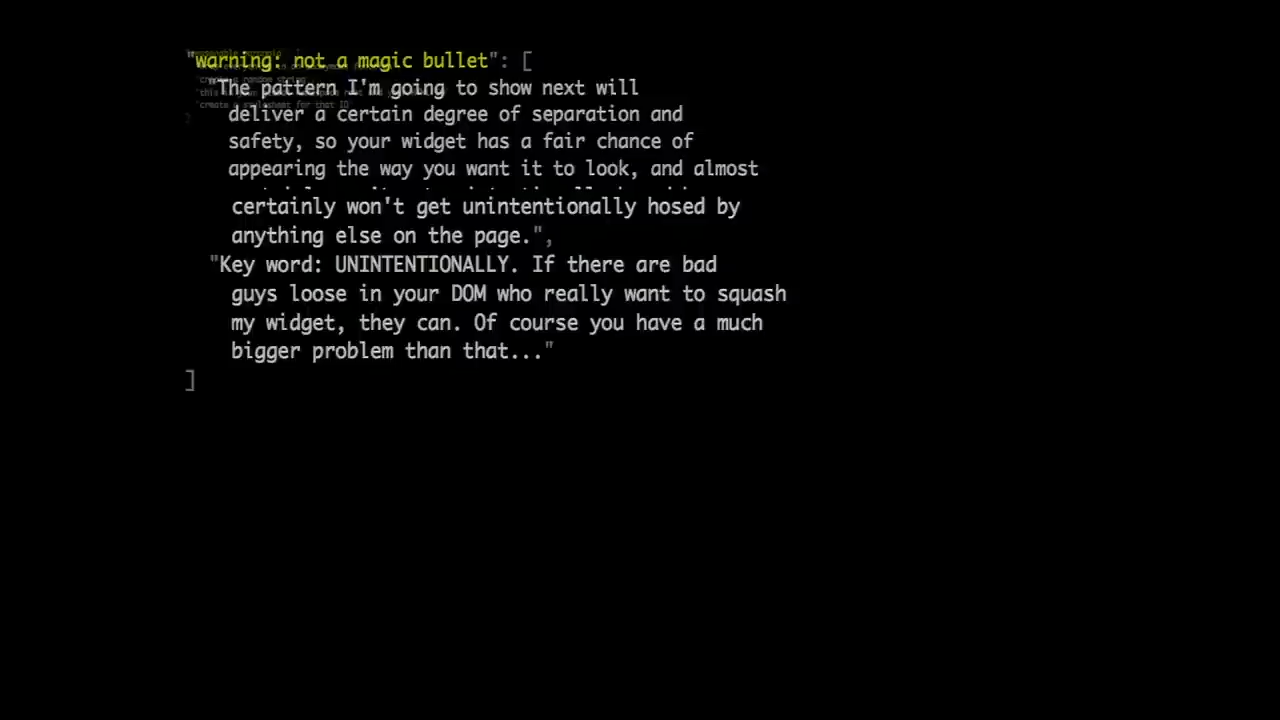 "warning: not a magic bullet": [
"The pattern I'm going to show next will
deliver a certain degree of separation and
safety, so your widget has a fair chance of
appearing the way you want it to look, and almost
certainly won't get unintentionally hosed by
anything else on the page.",
"Key word: UNINTENTIONALLY. If there are bad
guys loose in your DOM who really want to squash
my widget, they can. Of course you have a much
bigger problem than that..."
]